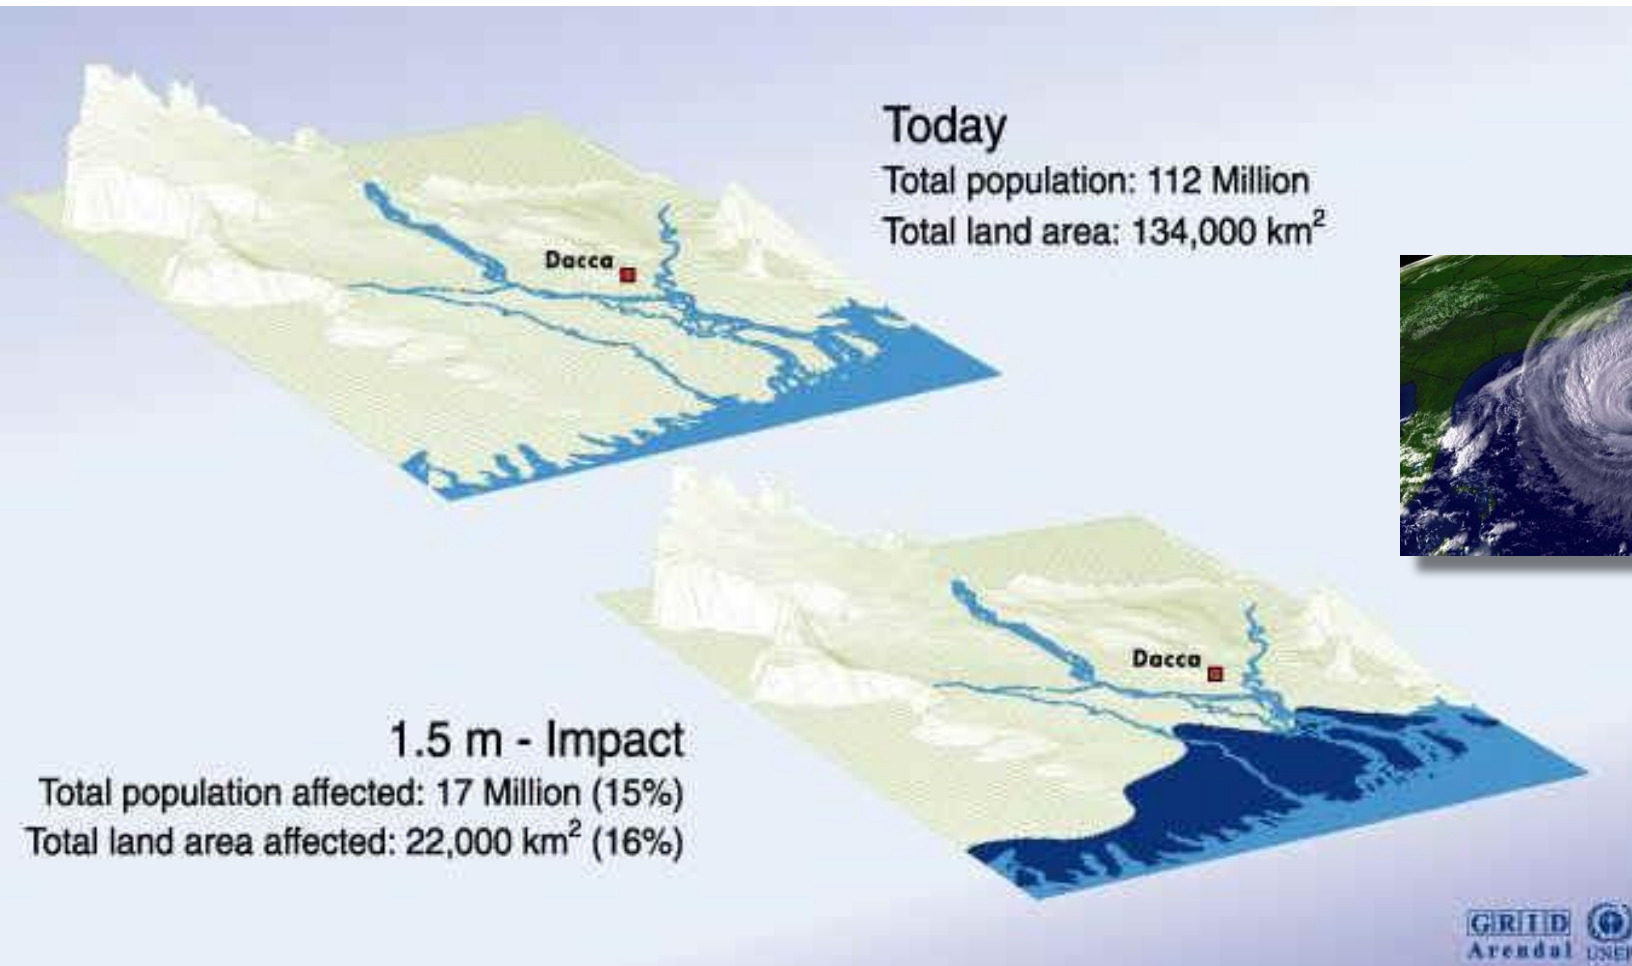 Today
Total population: 112 Million
Total land area: 134,000 km²
Dacca
Dacca
1.5 m - Impact
Total population affected: 17 Million (15%)
Total land area affected: 22,000 km² (16%)
GRID
Arendal
UNEP